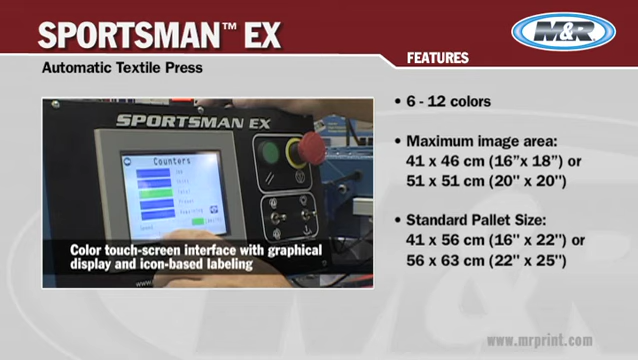 SPORTSMAN™ EX
M&R
Automatic Textile Press
FEATURES
SPORTSMAN EX
Counters
Color touch-screen interface with graphical
display and icon-based labeling
• 6 - 12 colors
• Maximum image area:
41 x 46 cm (16”x 18”) or
51 x 51 cm (20" x 20")
• Standard Pallet Size:
41 x 56 cm (16" x 22") or
56 x 63 cm (22" x 25")
www.mrprint.com